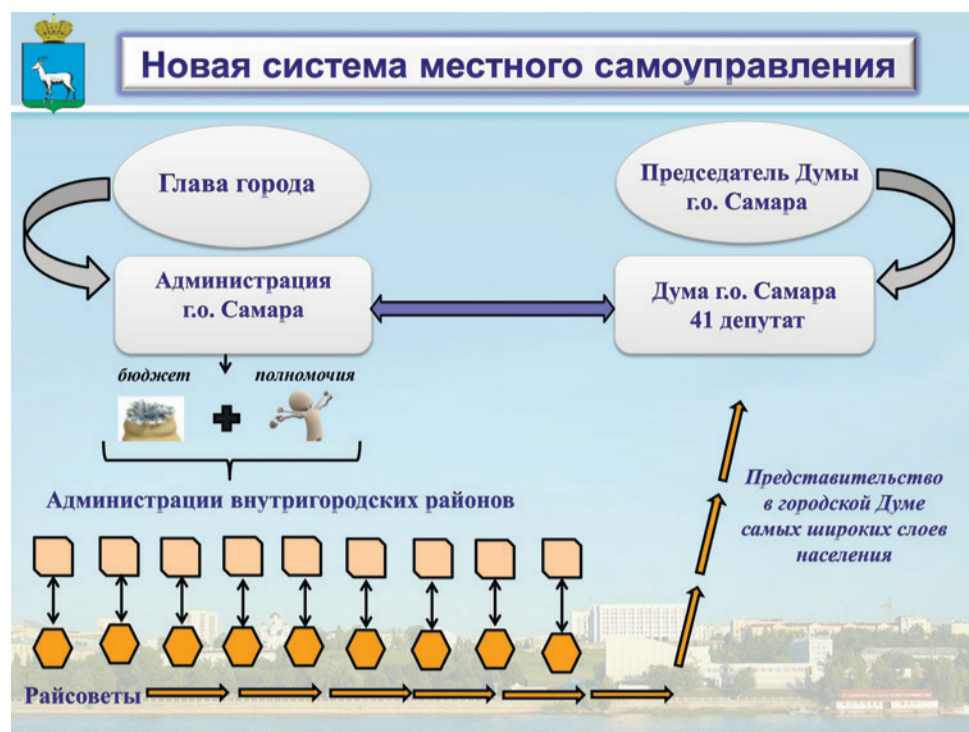 Новая система местного самоуправления
Глава города
Председатель Думы
г.о. Самара
Администрация
г.о. Самара
Дума г.о. Самара
41 депутат
бюджет
полномочия
Администрации внутригородских районов
Представительство
в городской Думе
самых широких слоев
населения
Райсоветы